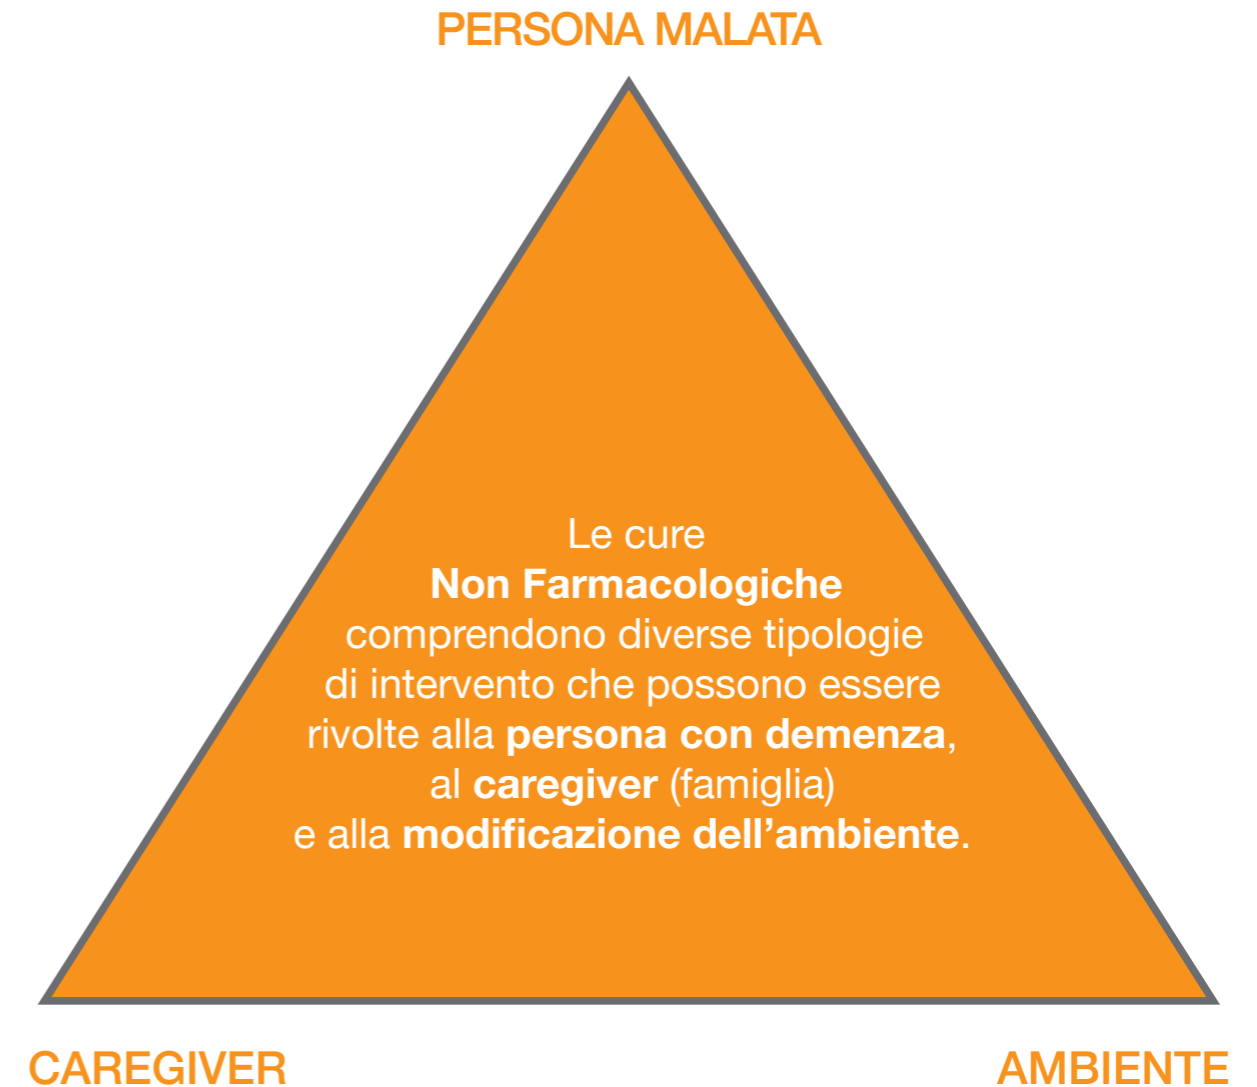 PERSONA MALATA
Le cure
Non Farmacologiche
comprendono diverse tipologie
di intervento che possono essere
rivolte alla persona con demenza,
al caregiver (famiglia)
e alla modificazione dell’ambiente.
CAREGIVER
AMBIENTE